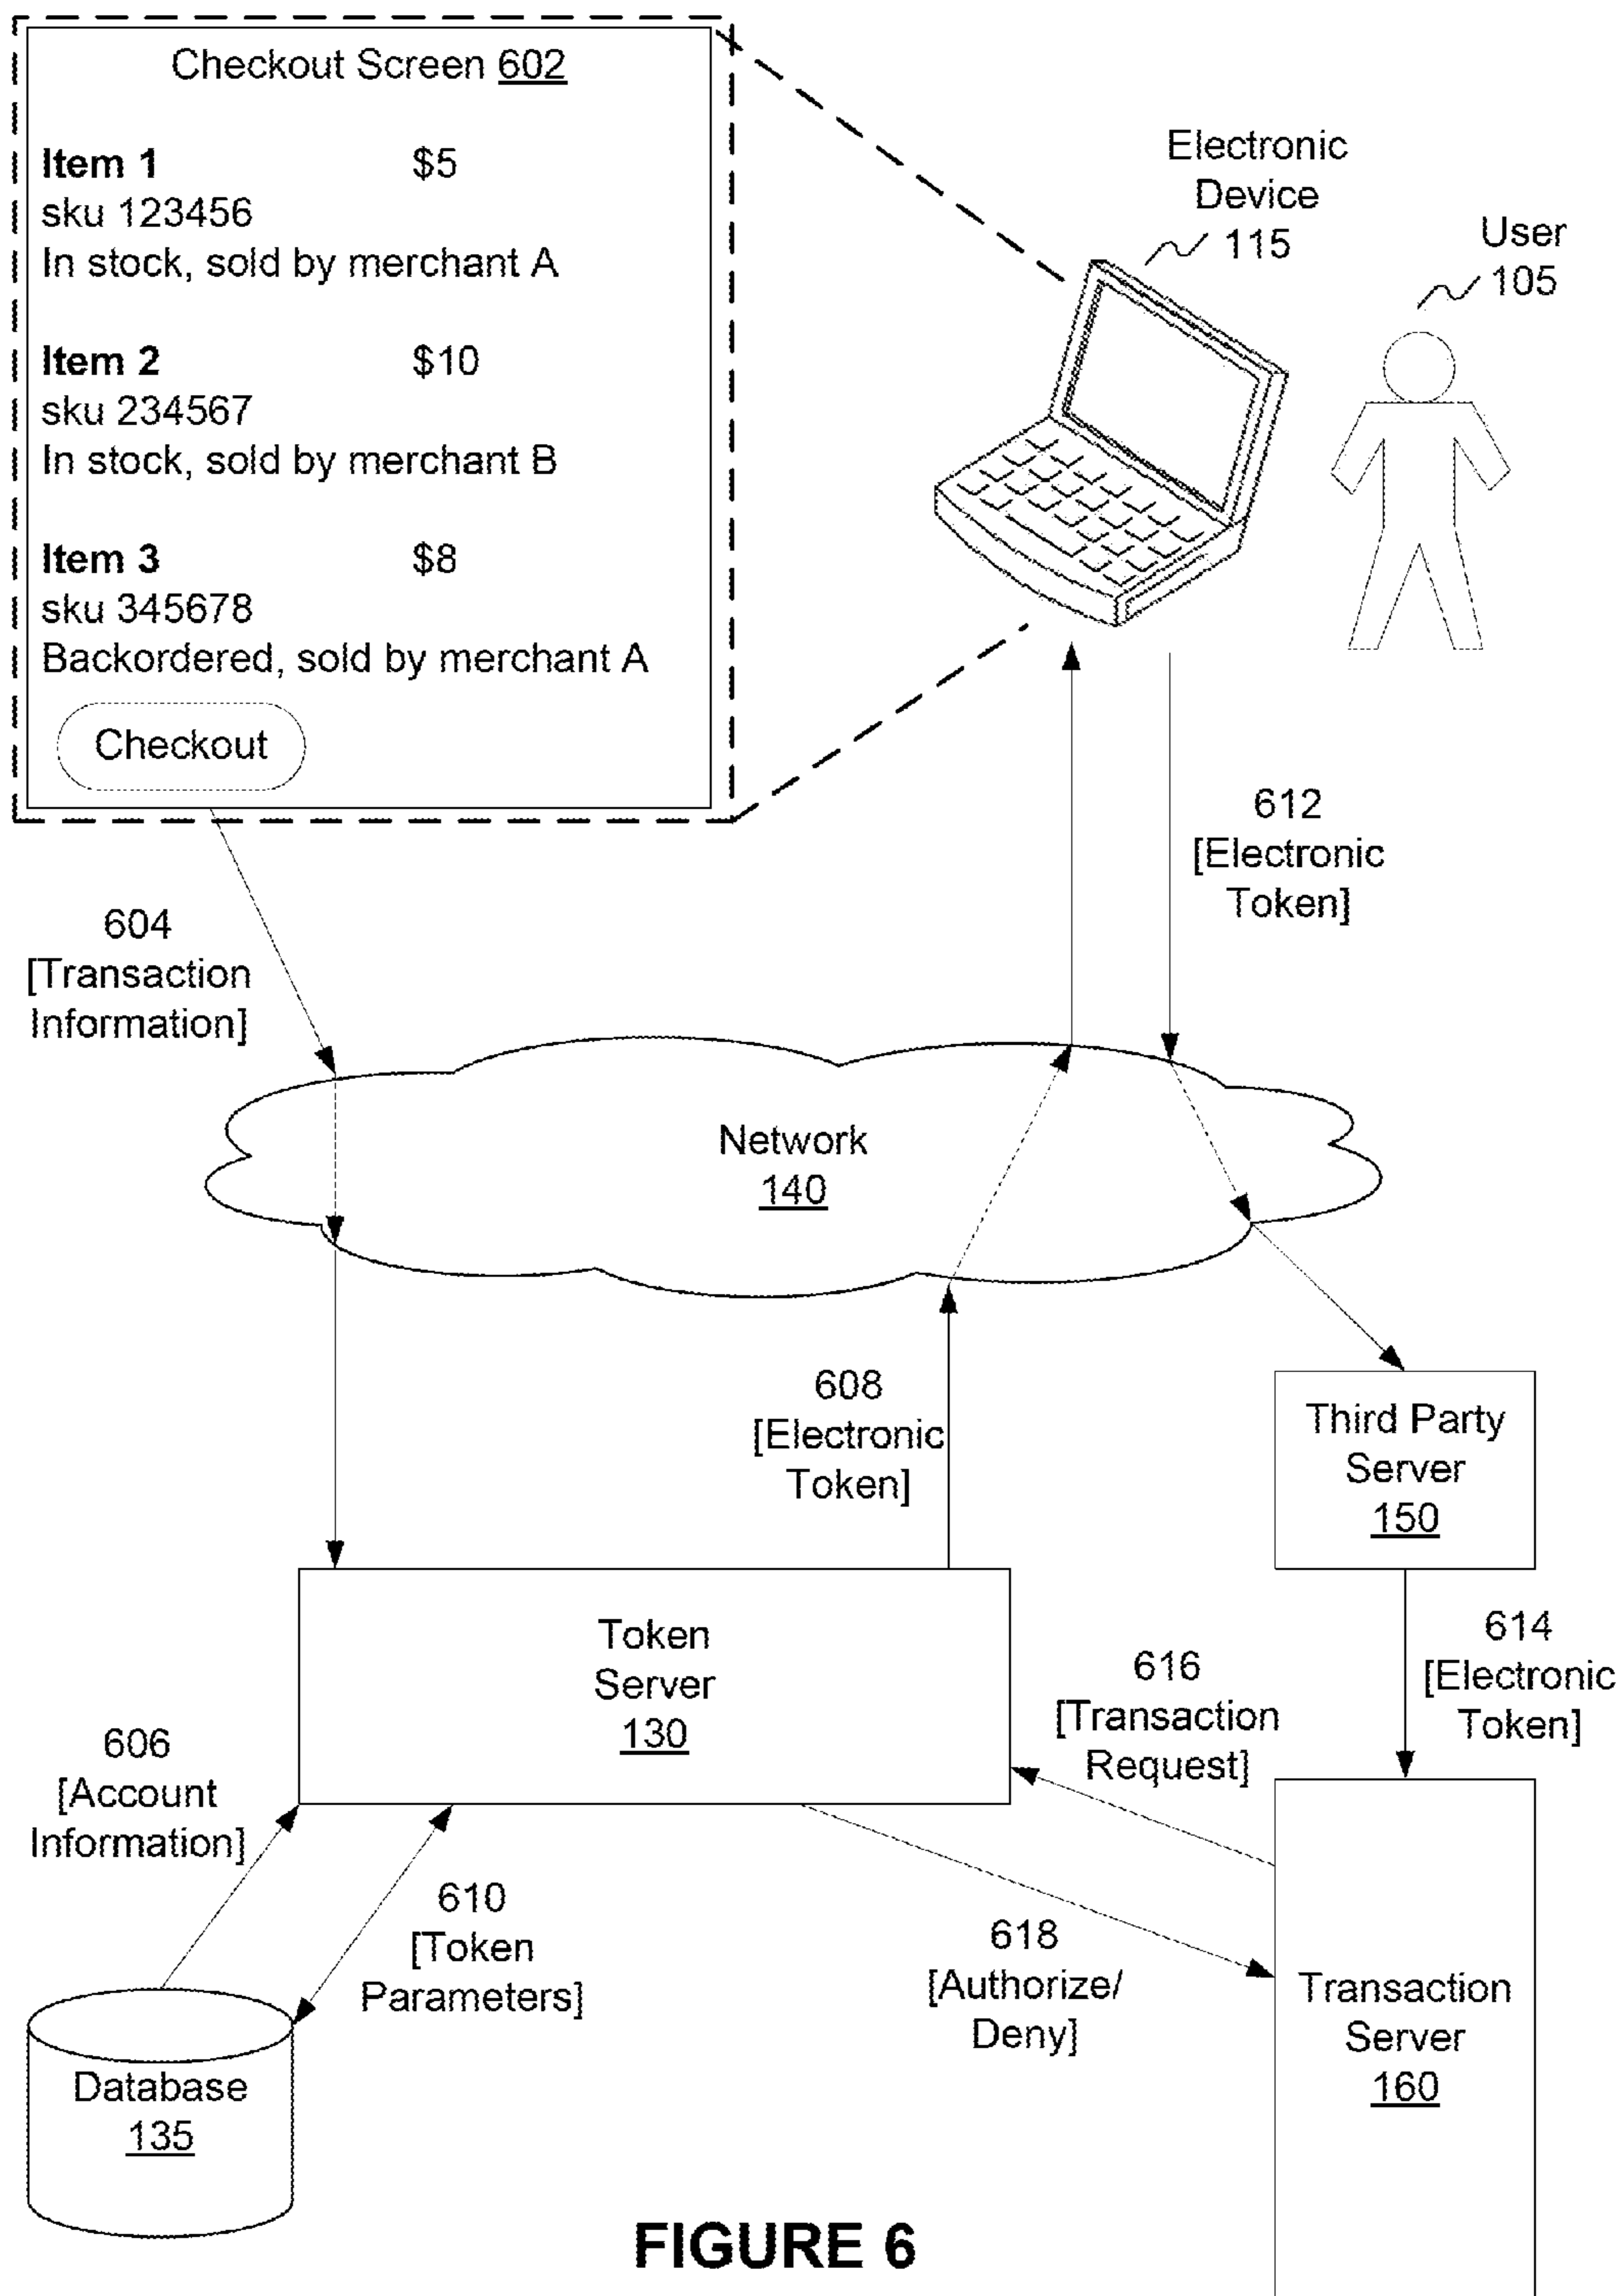 Checkout Screen 602
Item 1 $5
sku 123456
In stock, sold by merchant A
Item 2 $10
sku 234567
In stock, sold by merchant B
Item 3 $8
sku 345678
Backordered, sold by merchant A
Checkout
Electronic
Device
115
User
105
612
[Electronic
Token]
604
[Transaction
Information]
Network
140
608
[Electronic
Token]
Third Party
Server
150
Token
Server
130
614
[Electronic
Token]
616
[Transaction
Request]
606
[Account
Information]
610
[Token
Parameters]
618
[Authorize/
Deny]
Transaction
Server
160
Database
135
FIGURE 6